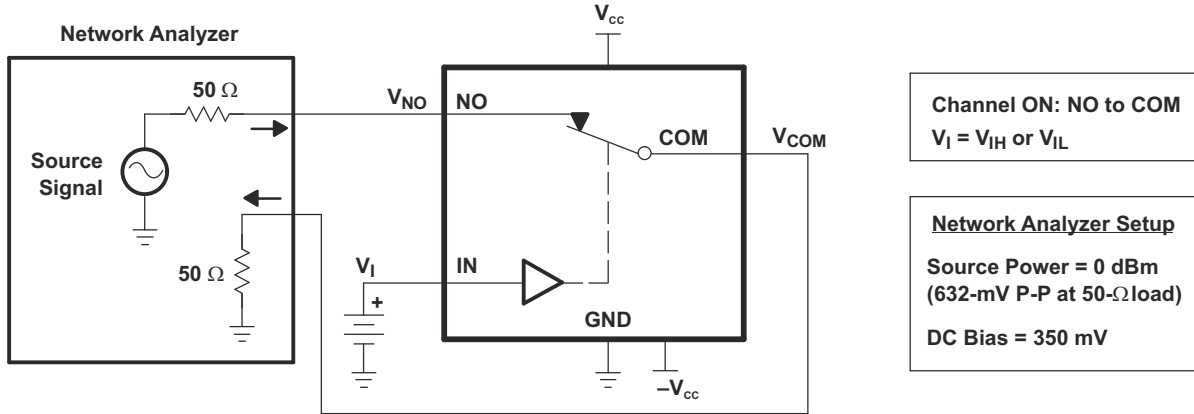 Network Analyzer
50 Ω
Source
Signal
50 Ω
V_NO
NO
V_CC
COM
V_COM
V_I
+
IN
GND
–V_CC
Channel ON: NO to COM
V_I = V_IH or V_IL
Network Analyzer Setup
Source Power = 0 dBm
(632-mV P-P at 50-Ω load)
DC Bias = 350 mV